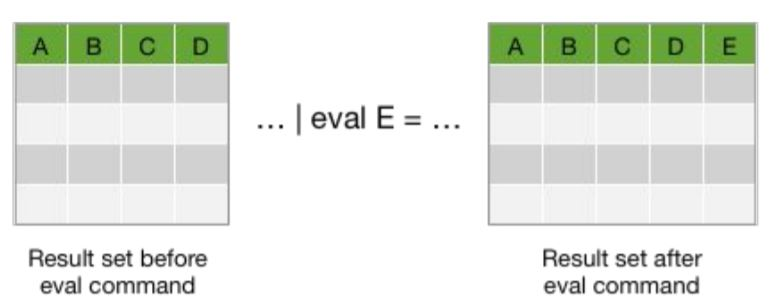 A B C D
... | eval E = ...
A B C D E
Result set before
eval command
Result set after
eval command